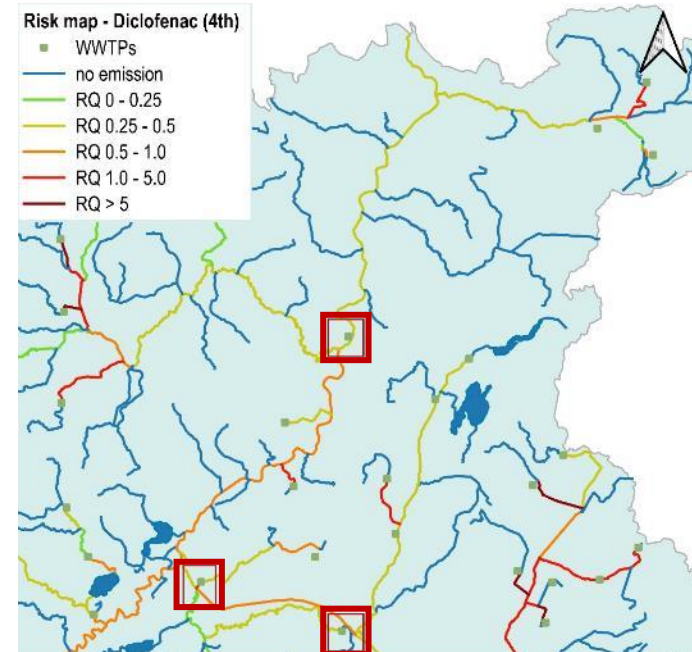 Risk map - Diclofenac (4th)
WWTPs
no emission
RQ 0 - 0.25
RQ 0.25 - 0.5
RQ 0.5 - 1.0
RQ 1.0 - 5.0
RQ > 5